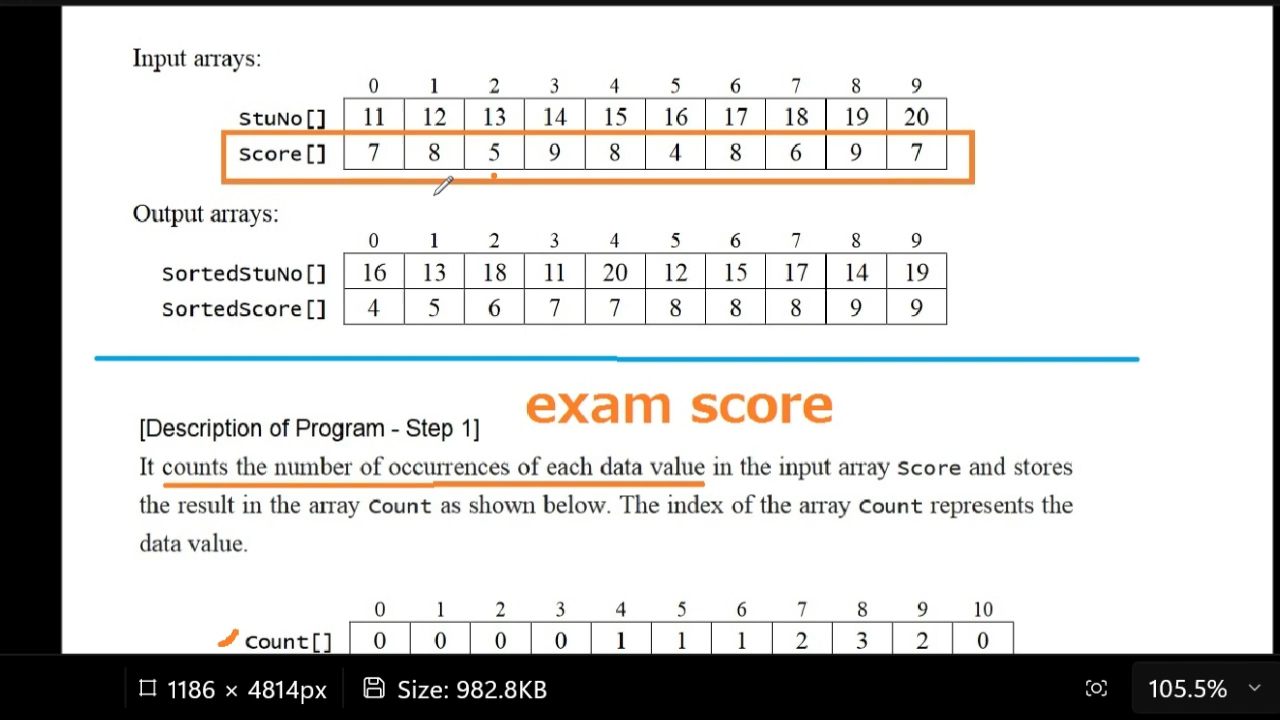 Input arrays:
0 1 2 3 4 5 6 7 8 9
StuNo[] 11 12 13 14 15 16 17 18 19 20
Score[] 7 8 5 9 8 4 8 6 9 7
Output arrays:
0 1 2 3 4 5 6 7 8 9
SortedStuNo[] 16 13 18 11 20 12 15 17 14 19
SortedScore[] 4 5 6 7 7 8 8 8 9 9
exam score
[Description of Program - Step 1]
It counts the number of occurrences of each data value in the input array Score and stores
the result in the array Count as shown below. The index of the array Count represents the
data value.
0 1 2 3 4 5 6 7 8 9 10
Count[] 0 0 0 0 1 1 1 2 3 2 0
1186 × 4814px Size: 982.8KB 105.5%